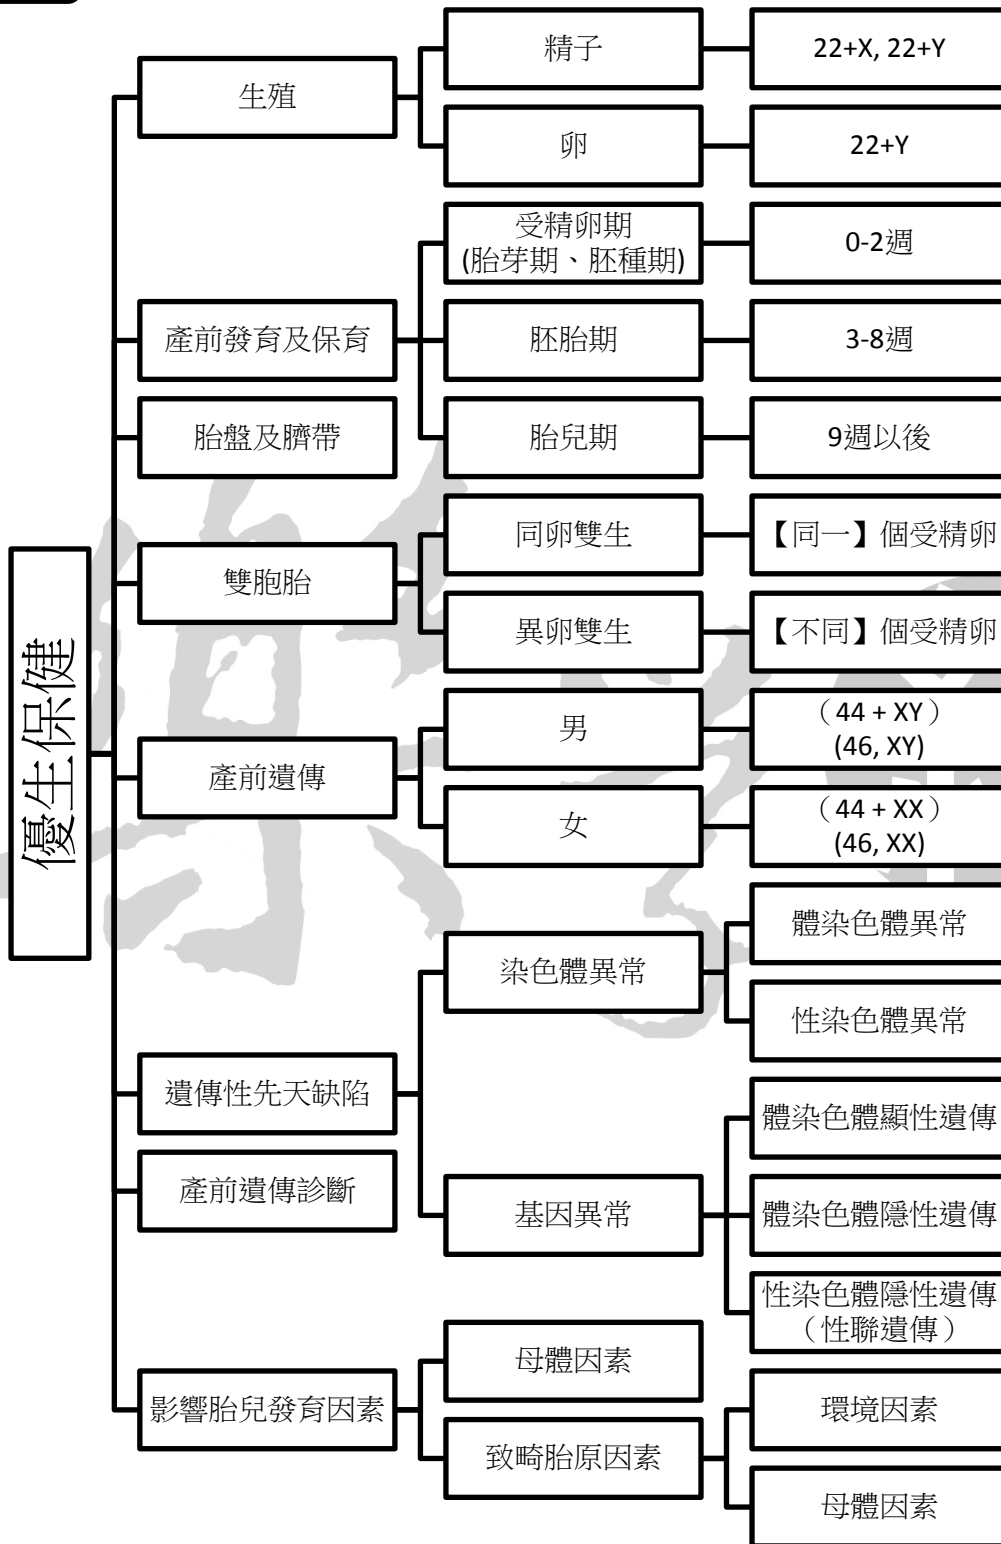 優生保健
生殖
精子
22+X, 22+Y
卵
22+Y
產前發育及保育
受精卵期
(胎芽期、胚種期)
0-2週
胚胎期
3-8週
胎兒期
9週以後
胎盤及臍帶
雙胞胎
同卵雙生
【同一】個受精卵
異卵雙生
【不同】個受精卵
產前遺傳
男
（44 + XY）
(46, XY)
女
（44 + XX）
(46, XX)
遺傳性先天缺陷
染色體異常
體染色體異常
性染色體異常
基因異常
體染色體顯性遺傳
體染色體隱性遺傳
性染色體隱性遺傳
（性聯遺傳）
產前遺傳診斷
影響胎兒發育因素
母體因素
致畸胎原因素
環境因素
母體因素